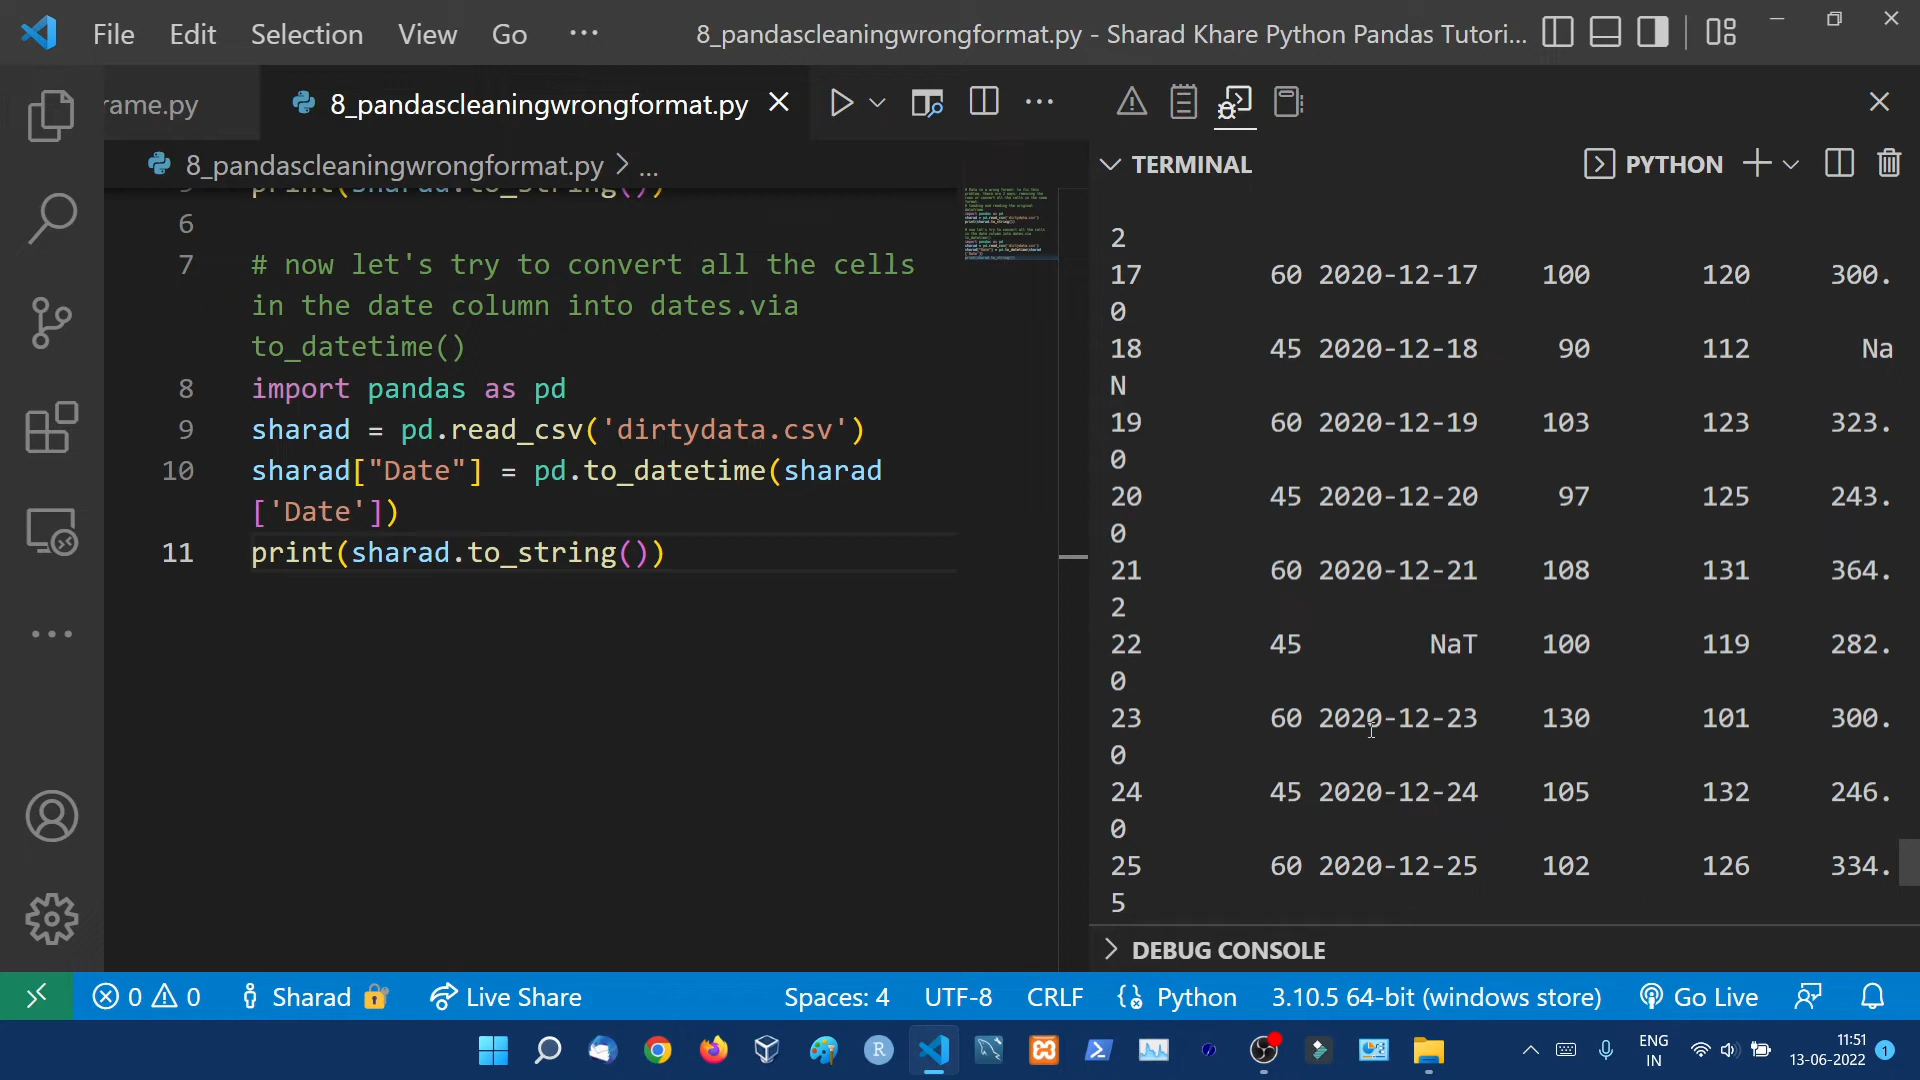 File Edit Selection View Go ··· 8_pandascleaningwrongformat.py - Sharad Khare Python Pandas Tutori...
rame.py 8_pandascleaningwrongformat.py
8_pandascleaningwrongformat.py > ...
print(sharad.to_string())
6
7 # now let's try to convert all the cells
in the date column into dates.via
to_datetime()
8 import pandas as pd
9 sharad = pd.read_csv('dirtydata.csv')
10 sharad["Date"] = pd.to_datetime(sharad
['Date'])
11 print(sharad.to_string())
TERMINAL PYTHON
2
17 60 2020-12-17 100 120 300.
0
18 45 2020-12-18 90 112 Na
N
19 60 2020-12-19 103 123 323.
0
20 45 2020-12-20 97 125 243.
0
21 60 2020-12-21 108 131 364.
2
22 45 NaT 100 119 282.
0
23 60 2020-12-23 130 101 300.
0
24 45 2020-12-24 105 132 246.
0
25 60 2020-12-25 102 126 334.
5
DEBUG CONSOLE
0 0 Sharad Live Share Spaces: 4 UTF-8 CRLF Python 3.10.5 64-bit (windows store) Go Live
R ENG
IN
11:51
13-06-2022 1